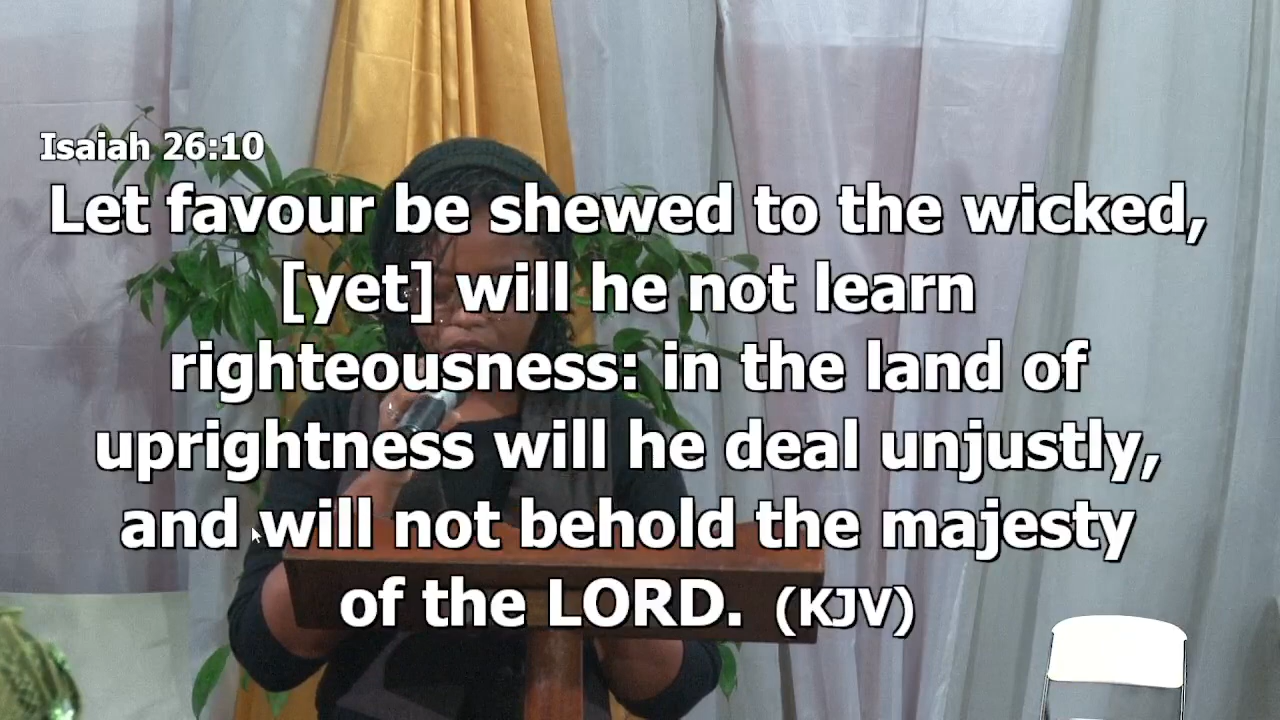 Isaiah 26:10
Let favour be shewed to the wicked,
[yet] will he not learn
righteousness: in the land of
uprightness will he deal unjustly,
and will not behold the majesty
of the LORD. (KJV)